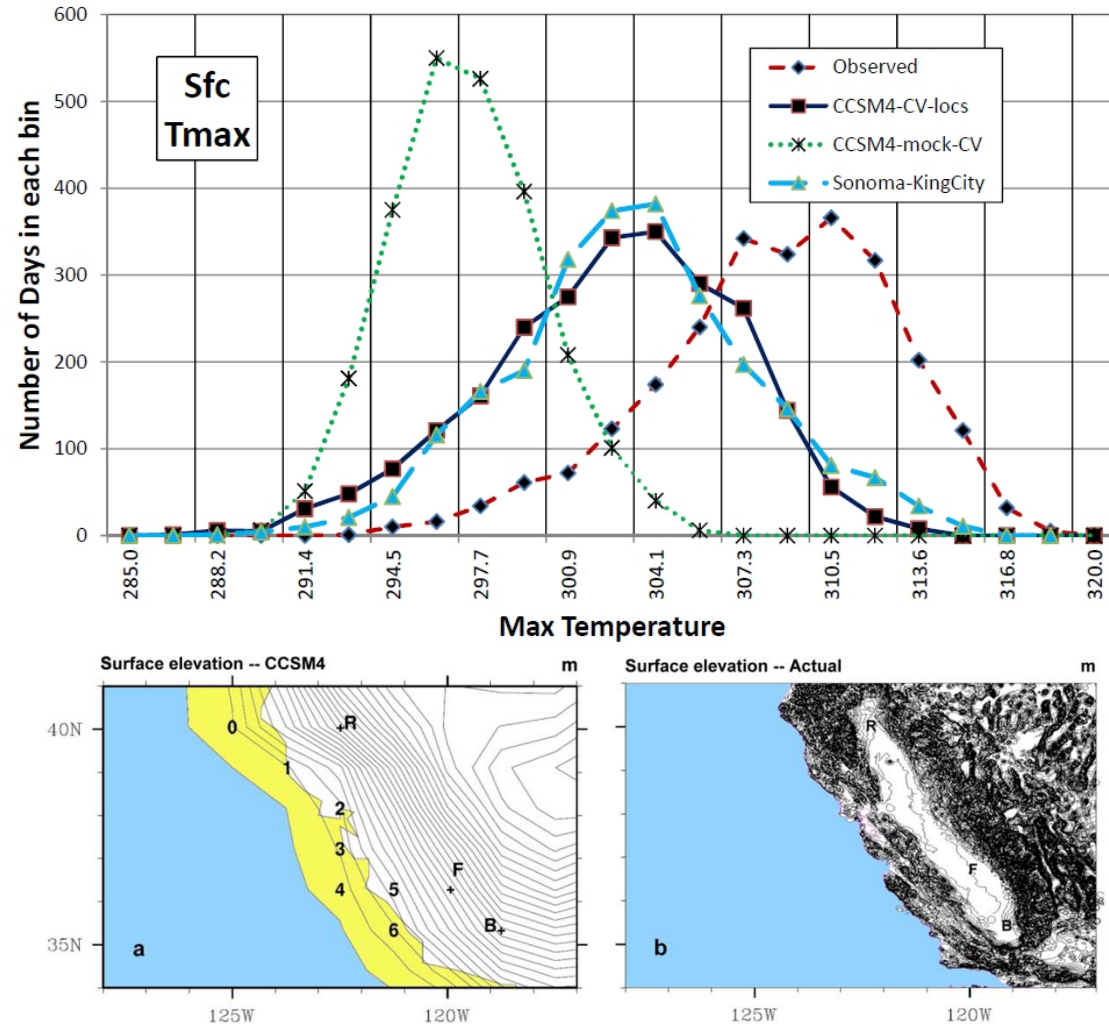 600
500
400
300
200
100
0
Number of Days in each bin
Sfc
Tmax
Observed
CCSM4-CV-locs
CCSM4-mock-CV
Sonoma-KingCity
285.0
288.2
291.4
294.5
297.7
300.9
304.1
307.3
310.5
313.6
316.8
320.0
Max Temperature
Surface elevation -- CCSM4 m
40N
35N
0
R
1
2
3
F
4
5
B
6
a
125W
120W
Surface elevation -- Actual m
R
F
B
b
125W
120W